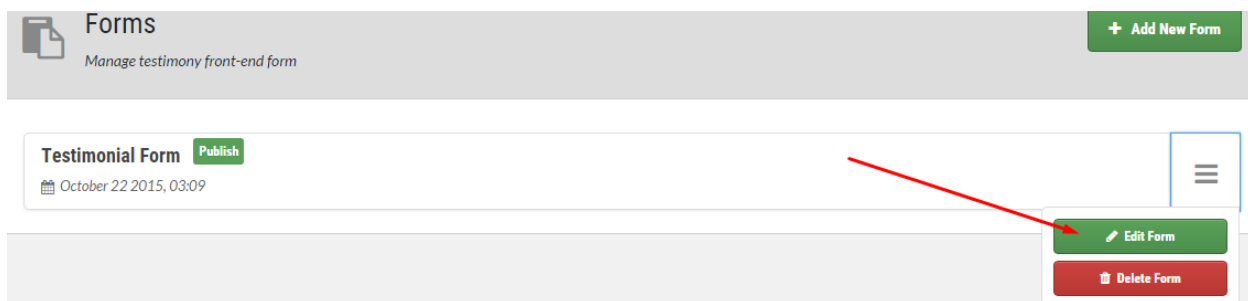 Forms
+ Add New Form
Manage testimony front-end form
Testimonial Form Publish
October 22 2015, 03:09
Edit Form
Delete Form